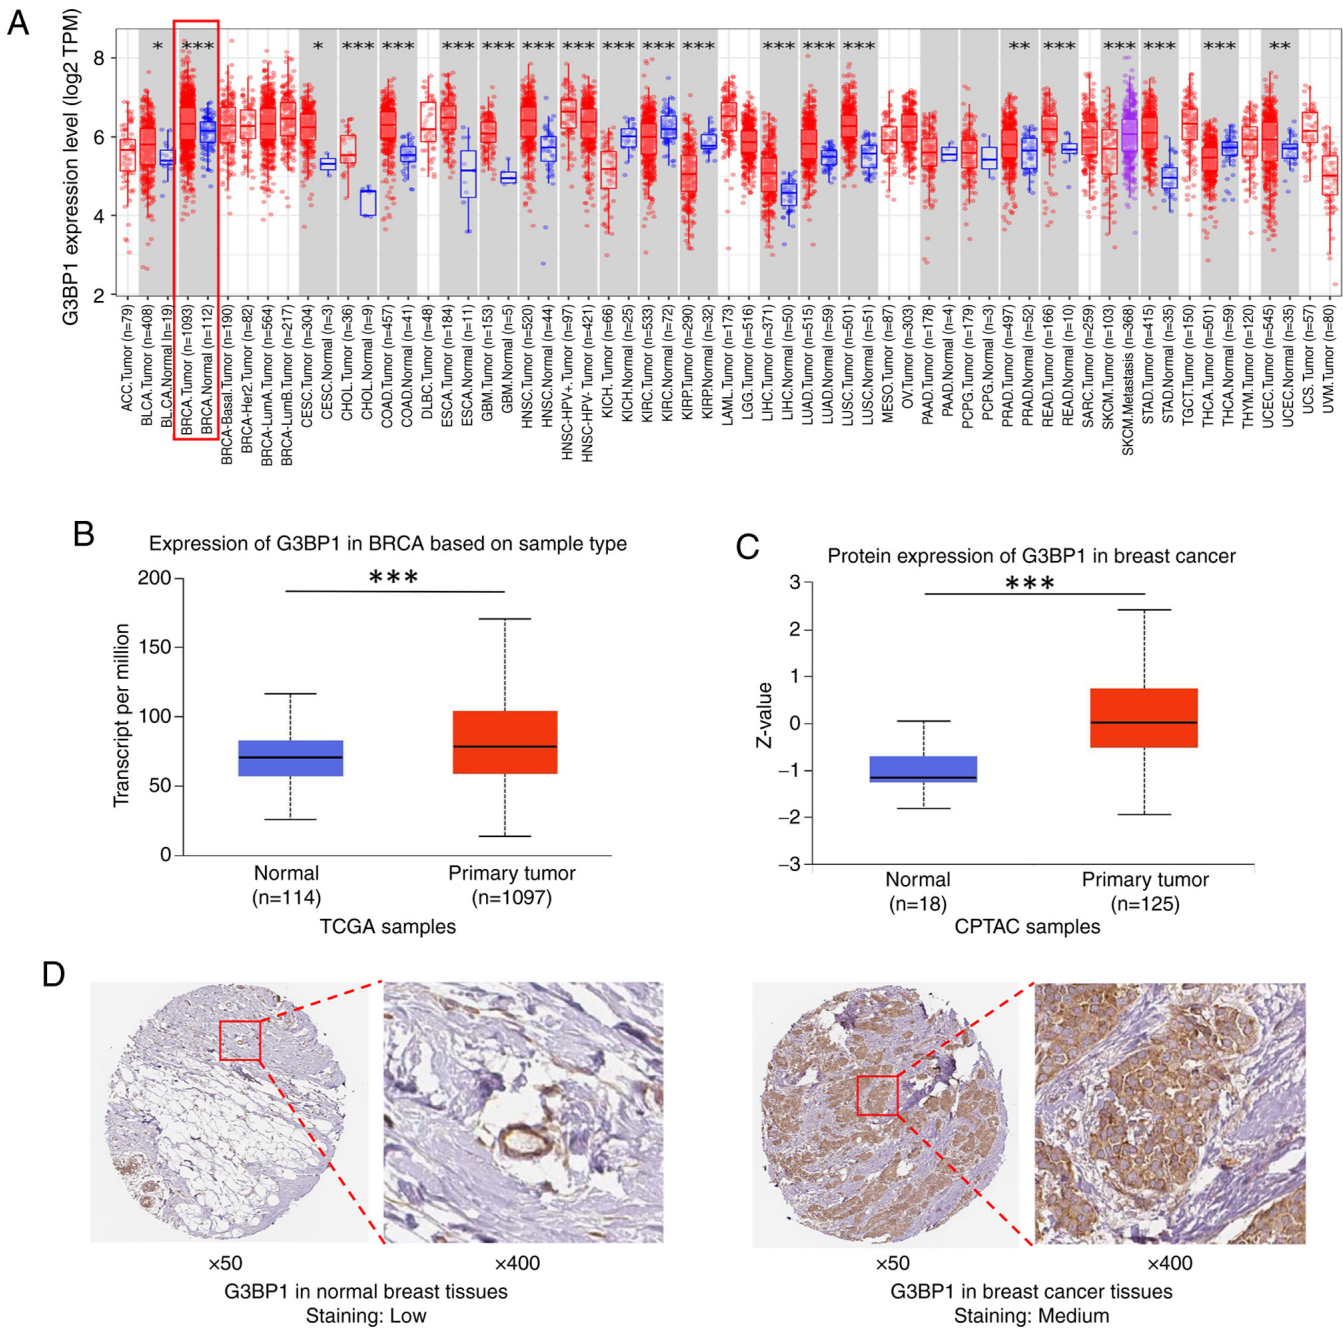 A
G3BP1 expression level (log2 TPM)
8
6
4
2
* *** * *** *** *** *** *** *** *** *** *** *** *** *** ** *** *** *** *** **
ACC.Tumor (n=79)
BLCA.Tumor (n=408)
BL.CA.Normal (n=19)
BRCA.Tumor (n=1093)
BRCA.Normal (n=112)
BRCA-Basal.Tumor (n=190)
BRCA-Her2.Tumor (n=82)
BRCA-LumA.Tumor (n=564)
BRCA-LumB.Tumor (n=217)
CESC.Tumor (n=304)
CESC.Normal (n=3)
CHOL.Tumor (n=36)
CHOL.Normal (n=9)
COAD.Tumor (n=457)
COAD.Normal (n=41)
DLBC.Tumor (n=48)
ESCA.Tumor (n=184)
ESCA.Normal (n=11)
GBM.Tumor (n=153)
GBM.Normal (n=5)
HNSC.Tumor (n=520)
HNSC.Normal (n=44)
HNSC-HPV+.Tumor (n=97)
HNSC-HPV-.Tumor (n=421)
KICH. Tumor (n=66)
KICH.Normal (n=25)
KIRC.Tumor (n=533)
KIRC.Normal (n=72)
KIRP.Tumor (n=290)
KIRP.Normal (n=32)
LAML.Tumor (n=173)
LGG.Tumor (n=516)
LIHC.Tumor (n=371)
LIHC.Normal (n=50)
LUAD.Tumor (n=515)
LUAD.Normal (n=59)
LUSC.Tumor (n=501)
LUSC.Normal (n=51)
MESO.Tumor (n=87)
OV.Tumor (n=303)
PAAD.Tumor (n=178)
PAAD.Normal (n=4)
PCPG.Tumor (n=179)
PCPG.Normal (n=3)
PRAD.Tumor (n=497)
PRAD.Normal (n=52)
READ.Tumor (n=166)
READ.Normal (n=10)
SARC.Tumor (n=259)
SKCM.Tumor (n=103)
SKCM.Metastasis (n=368)
STAD.Tumor (n=415)
STAD.Normal (n=35)
TGCT.Tumor (n=150)
THCA.Tumor (n=501)
THCA.Normal (n=59)
THYM.Tumor (n=120)
UCEC.Tumor (n=545)
UCEC.Normal (n=35)
UCS. Tumor (n=57)
UVM.Tumor (n=80)
B
Expression of G3BP1 in BRCA based on sample type
***
Transcript per million
200
150
100
50
0
Normal
(n=114)
Primary tumor
(n=1097)
TCGA samples
C
Protein expression of G3BP1 in breast cancer
***
Z-value
3
2
1
0
−1
−2
−3
Normal
(n=18)
Primary tumor
(n=125)
CPTAC samples
D
×50
×400
G3BP1 in normal breast tissues
Staining: Low
×50
×400
G3BP1 in breast cancer tissues
Staining: Medium